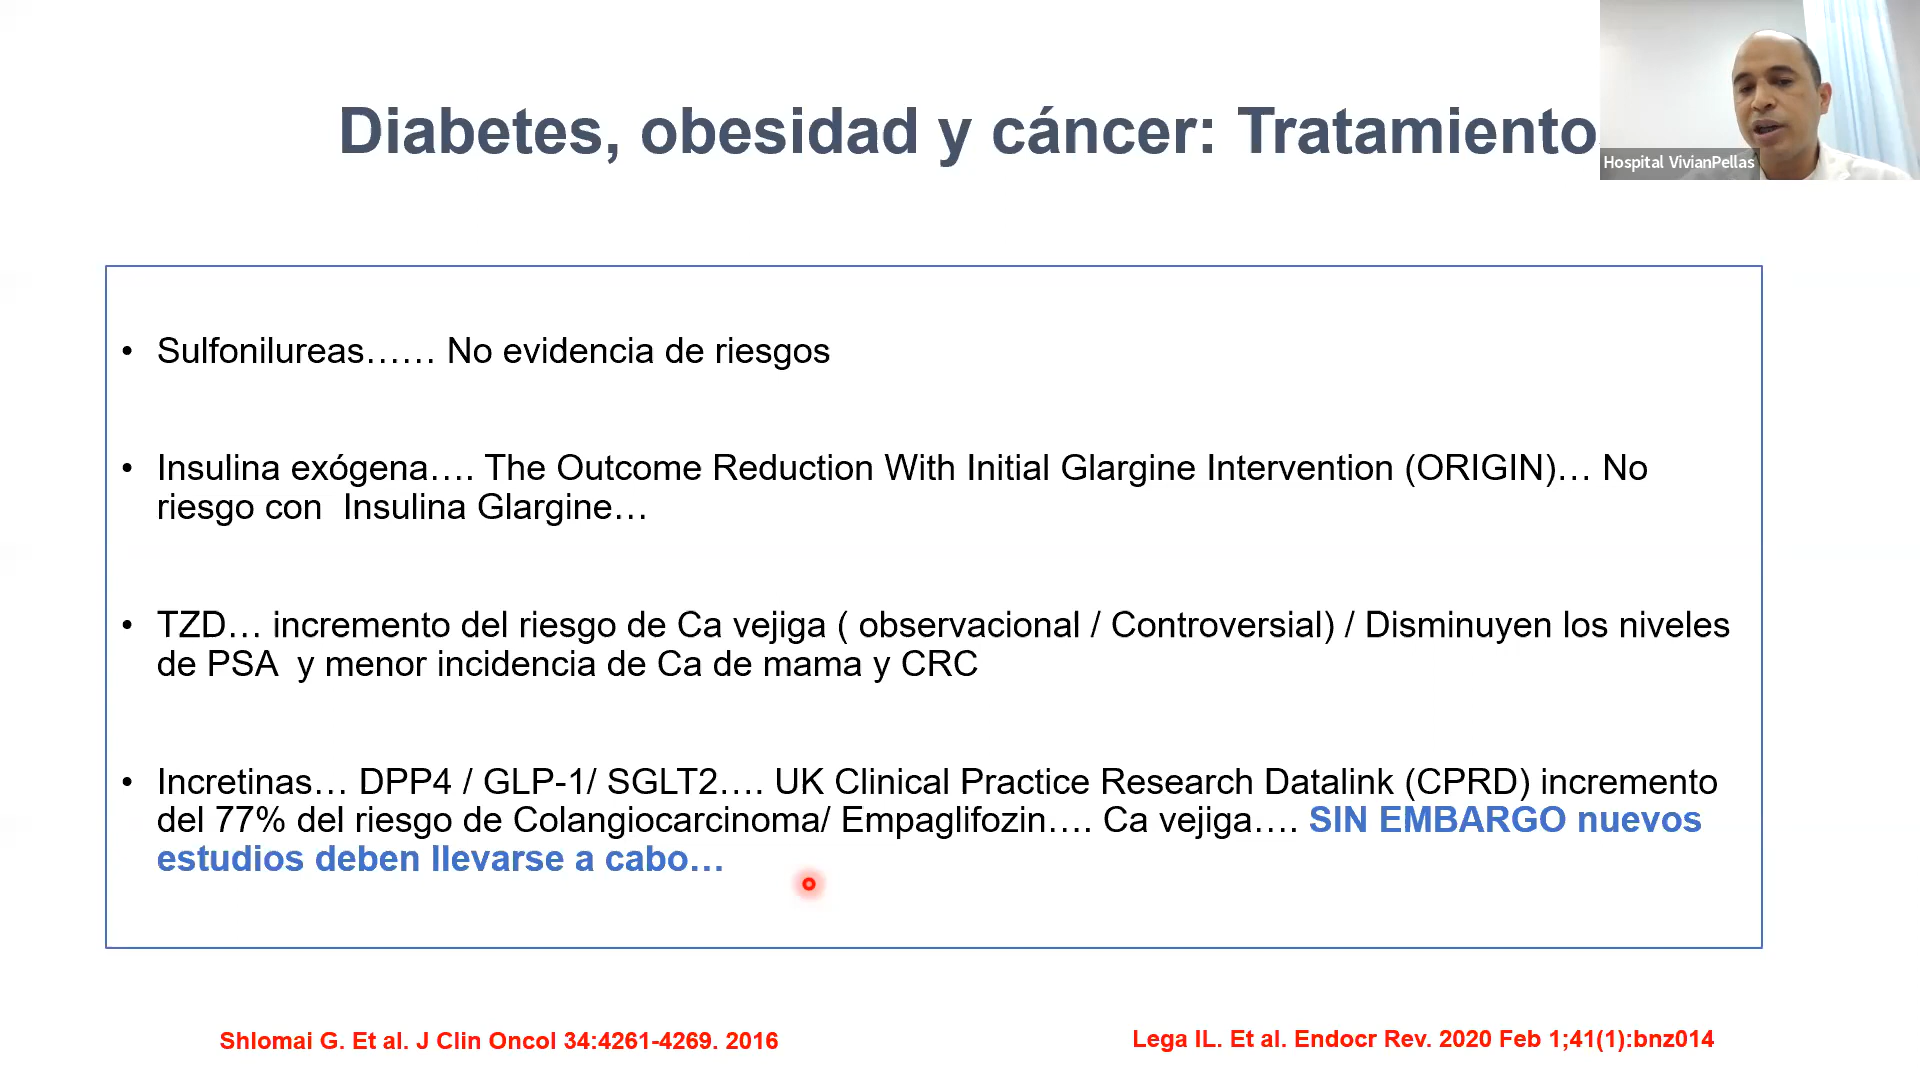 Diabetes, obesidad y cáncer: Tratamiento
Hospital VivianPellas
• Sulfonilureas…… No evidencia de riesgos
• Insulina exógena…. The Outcome Reduction With Initial Glargine Intervention (ORIGIN)… No
riesgo con Insulina Glargine…
• TZD… incremento del riesgo de Ca vejiga ( observacional / Controversial) / Disminuyen los niveles
de PSA y menor incidencia de Ca de mama y CRC
• Incretinas… DPP4 / GLP-1/ SGLT2…. UK Clinical Practice Research Datalink (CPRD) incremento
del 77% del riesgo de Colangiocarcinoma/ Empaglifozin…. Ca vejiga…. SIN EMBARGO nuevos
estudios deben llevarse a cabo…
Shlomai G. Et al. J Clin Oncol 34:4261-4269. 2016
Lega IL. Et al. Endocr Rev. 2020 Feb 1;41(1):bnz014